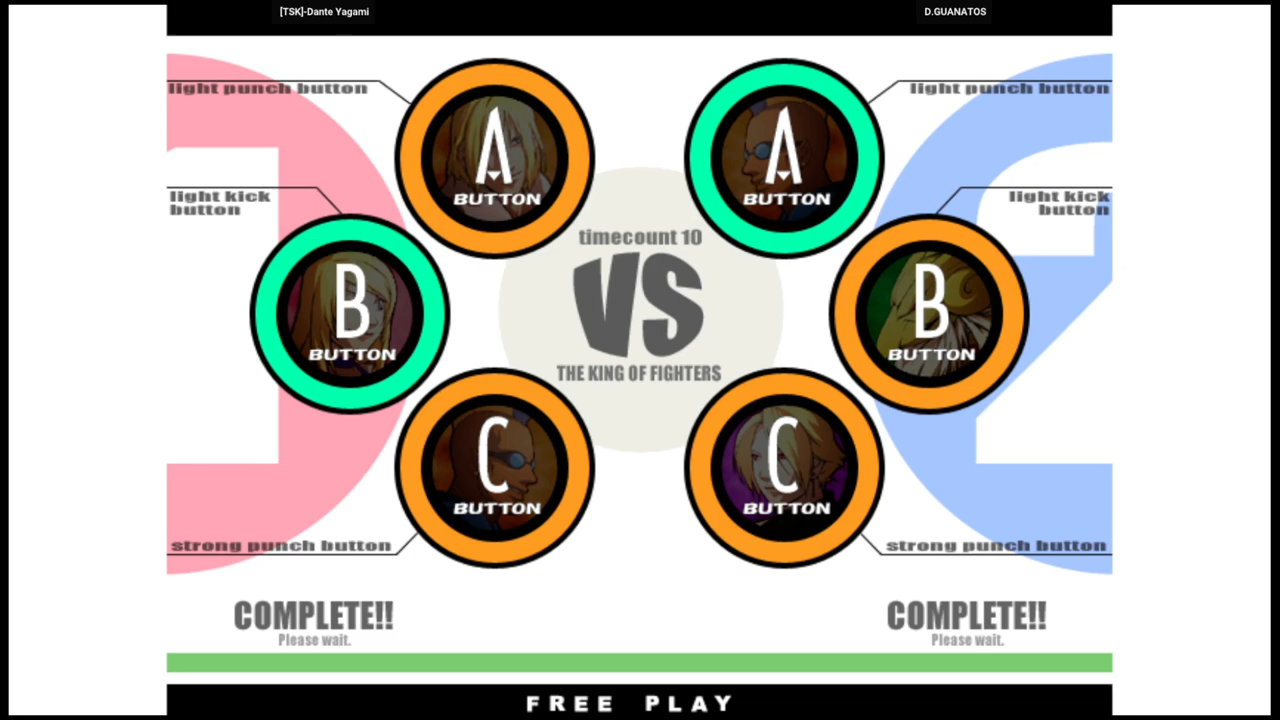 [TSK]-Dante Yagami
D.GUANATOS
light punch button
light punch button
A
BUTTON
A
BUTTON
light kick
button
light kick
button
timecount 10
VS
THE KING OF FIGHTERS
B
BUTTON
B
BUTTON
C
BUTTON
C
BUTTON
strong punch button
strong punch button
COMPLETE!!
Please wait.
COMPLETE!!
Please wait.
FREE PLAY
1
2